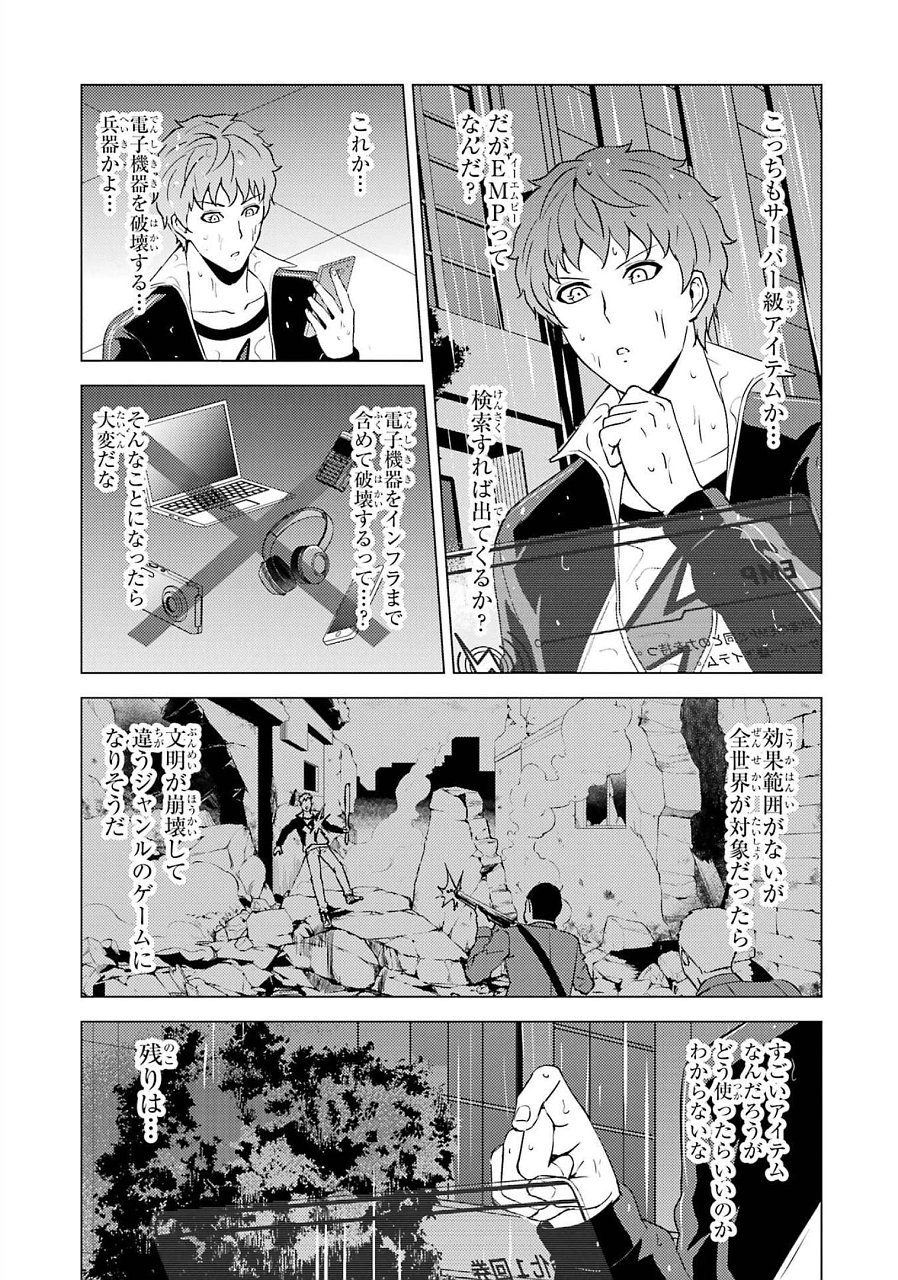 こっちもサーバー級アイテムか…
だがEMPって
なんだ？
検索すれば出てくるか？
EMP
これか…
電子機器を破壊する…
兵器かよ…
電子機器をインフラまで
含めて破壊するって…？
そんなことになったら
大変だな
効果範囲がないが
全世界が対象だったら
文明が崩壊して
違うジャンルのゲームに
なりそうだ
すごいアイテム
なんだろうが
どう使ったらいいのか
わからないな
残りは…
化1回券